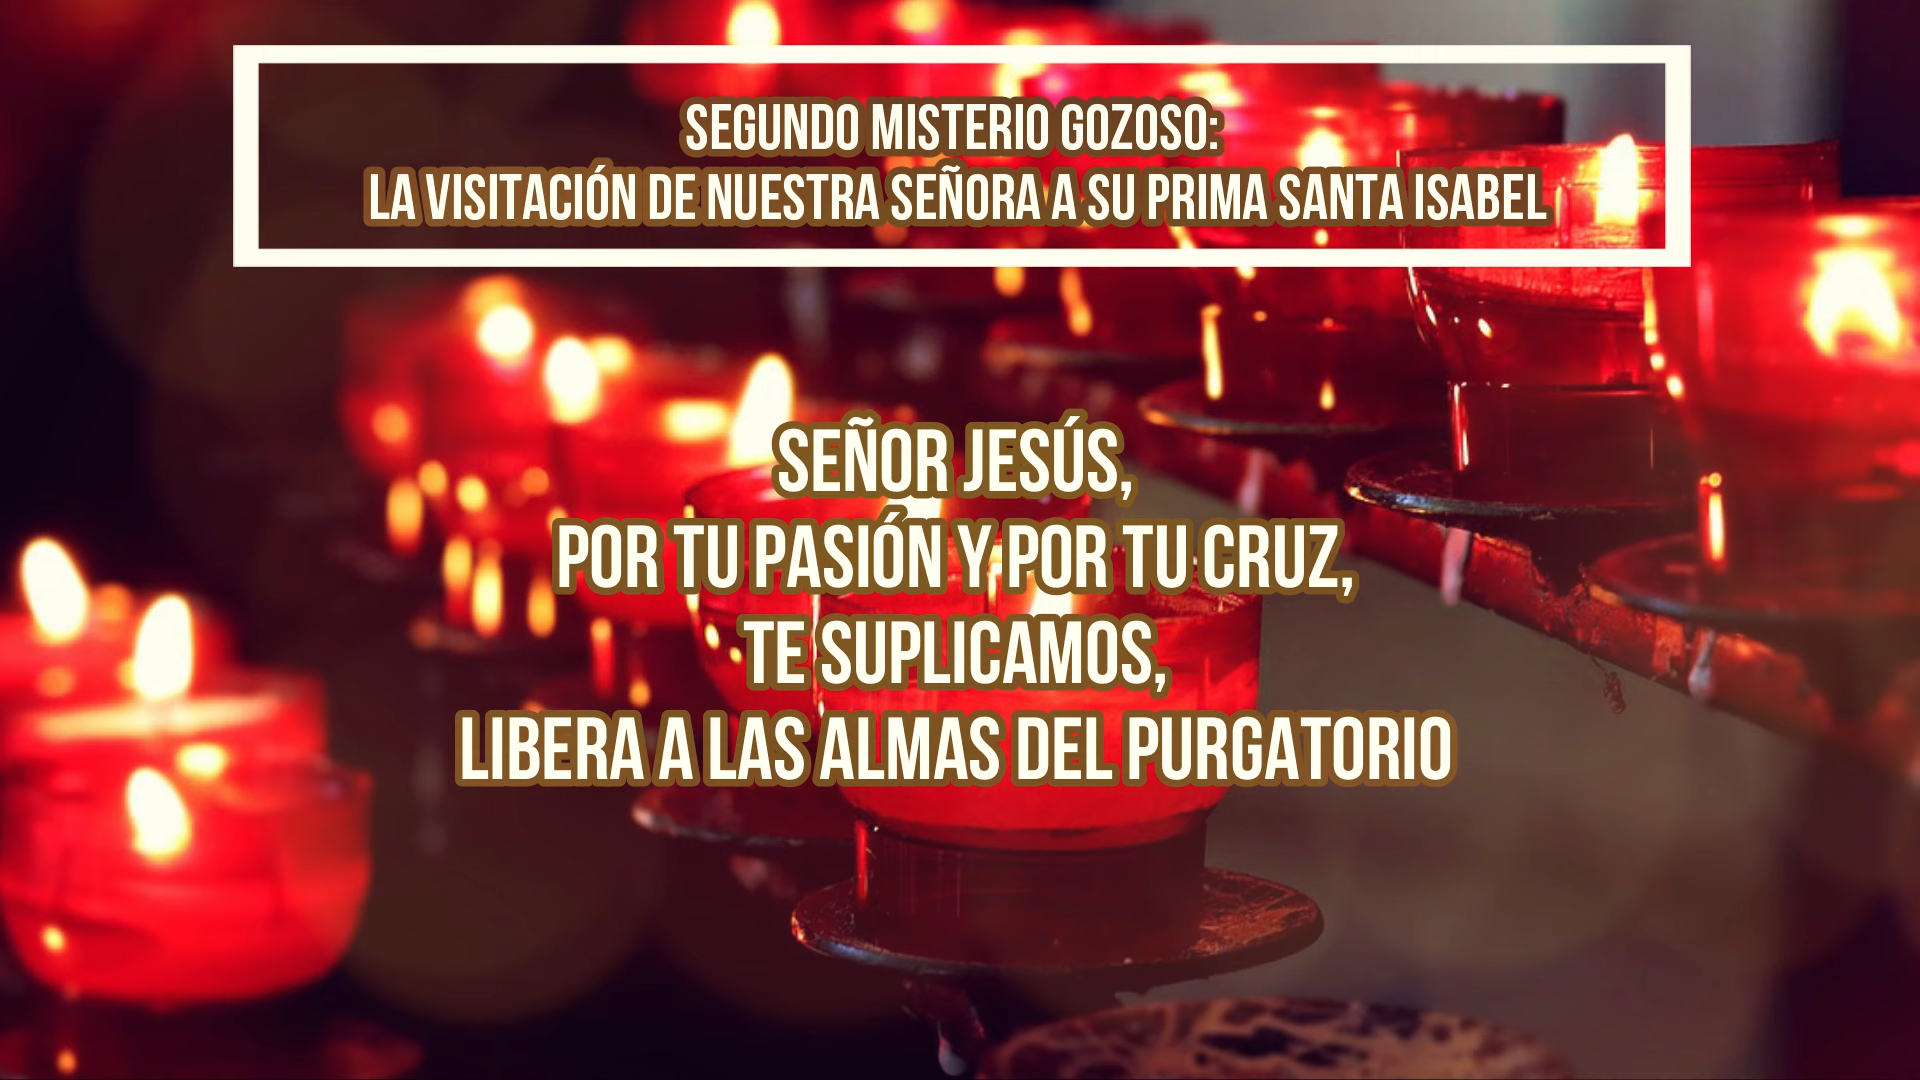 SEGUNDO MISTERIO GOZOSO:
LA VISITACIÓN DE NUESTRA SEÑORA A SU PRIMA SANTA ISABEL
SEÑOR JESÚS,
POR TU PASIÓN Y POR TU CRUZ,
TE SUPLICAMOS,
LIBERA A LAS ALMAS DEL PURGATORIO